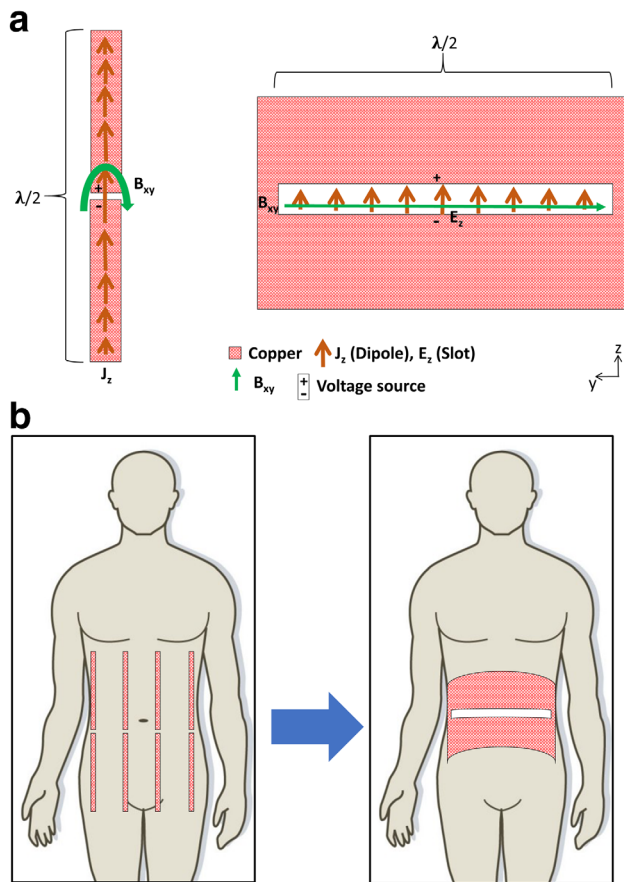 a
λ/2
+
-
B_xy
J_z
λ/2
+
B_xy
-
E_z
Copper
J_z (Dipole), E_z (Slot)
B_xy
+
-
Voltage source
z
y
b